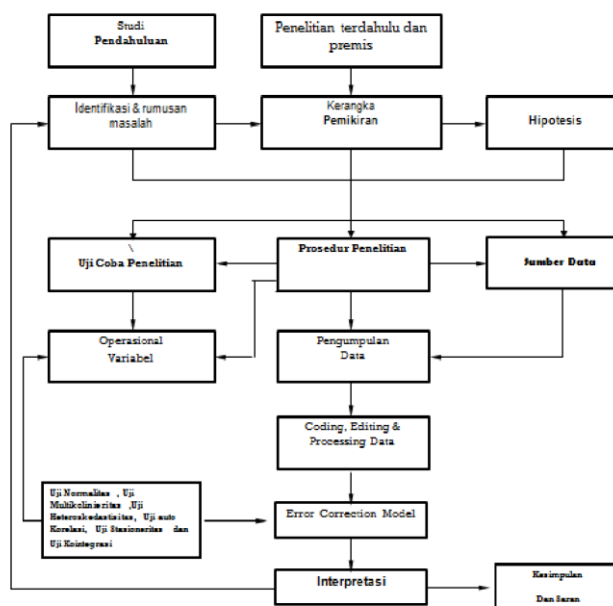 Studi
Pendahuluan
Penelitian terdahulu dan
premis
Identifikasi & rumusan
masalah
Kerangka
Pemikiran
Hipotesis
\
Uji Coba Penelitian
Prosedur Penelitian
Sumber Data
Operasional
Variabel
Pengumpulan
Data
Coding, Editing &
Processing Data
Uji Normalitas , Uji
Multikolinieritas ,Uji
Heteroskedastisitas, Uji auto
Korelasi, Uji Stasioneritas dan
Uji Kointegrasi
Error Correction Model
Interpretasi
Kesimpulan
Dan Saran